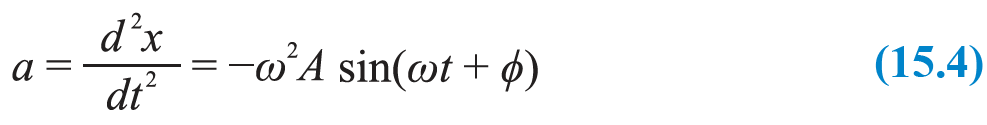 a = d²x/dt² = −ω²A sin(ωt + ϕ) (15.4)